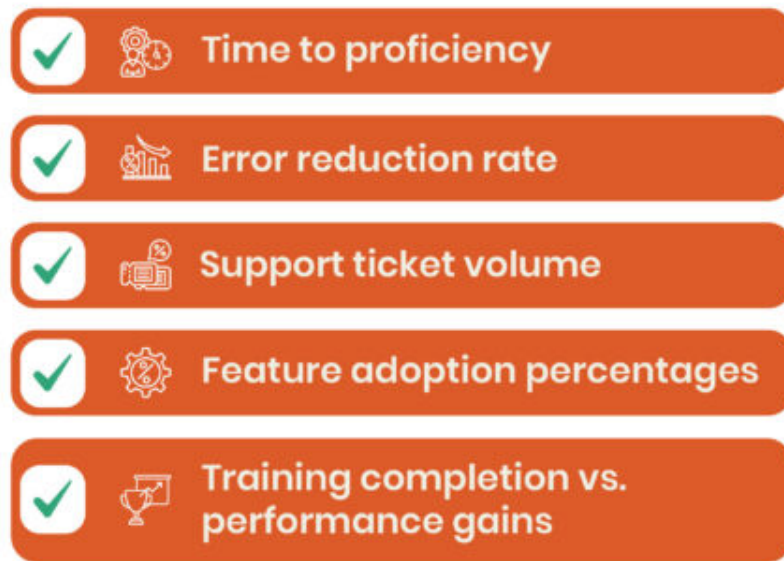 Time to proficiency
Error reduction rate
Support ticket volume
Feature adoption percentages
Training completion vs.
performance gains